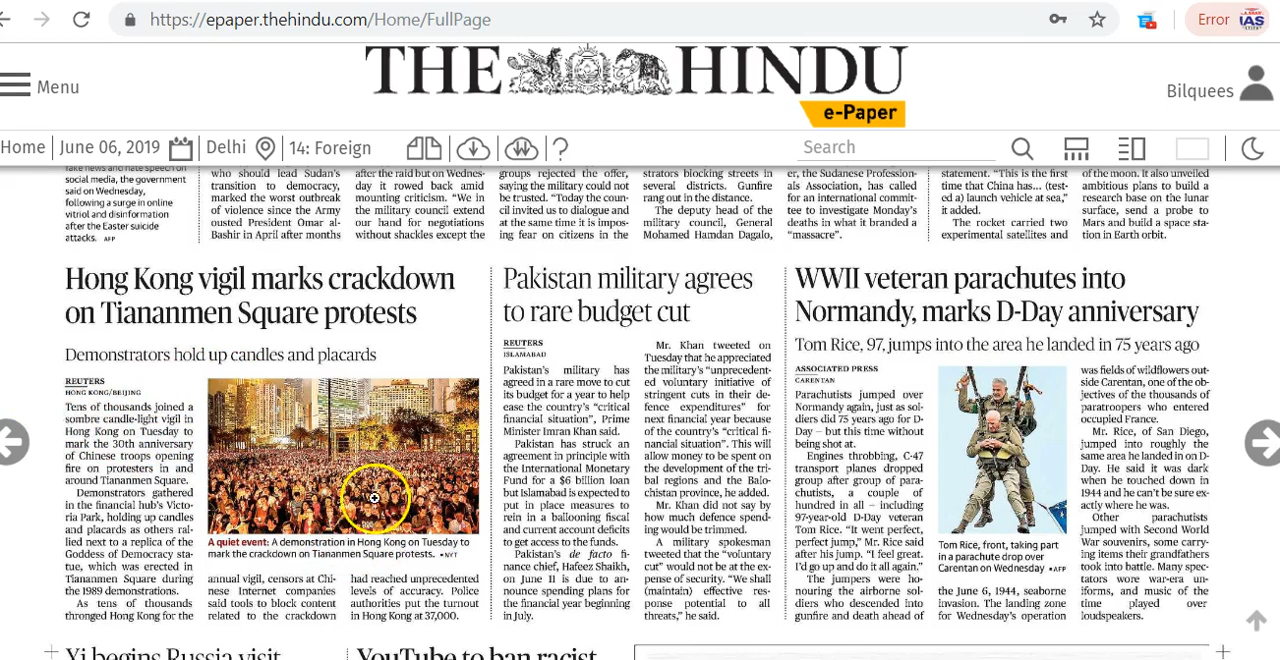 https://epaper.thehindu.com/Home/FullPage
Error
IAS
THE HINDU
e-Paper
Menu
Bilquees
Home
June 06, 2019
Delhi
14: Foreign
?
Search
fake news and hate speech on
social media, the government
said on Wednesday,
following a surge in online
vitriol and disinformation
after the Easter suicide
attacks. AFP
who should lead Sudan's
transition to democracy,
marked the worst outbreak
of violence since the Army
ousted President Omar al-
Bashir in April after months
after the raid but on Wednes-
day it rowed back amid
mounting criticism. "We in
the military council extend
our hand for negotiations
without shackles except the
groups rejected the offer,
saying the military could not
be trusted. "Today the coun-
cil invited us to dialogue and
at the same time it is impos-
ing fear on citizens in the
strators blocking streets in
several districts. Gunfire
rang out in the distance.
The deputy head of the
military council, General
Mohamed Hamdan Dagalo,
er, the Sudanese Profession-
als Association, has called
for an international commit-
tee to investigate Monday's
deaths in what it branded a
"massacre".
statement. "This is the first
time that China has... (test-
ed a) launch vehicle at sea,"
it added.
The rocket carried two
experimental satellites and
of the moon. It also unveiled
ambitious plans to build a
research base on the lunar
surface, send a probe to
Mars and build a space sta-
tion in Earth orbit.
Hong Kong vigil marks crackdown
on Tiananmen Square protests
Demonstrators hold up candles and placards
REUTERS
HONG KONG/BEIJING
Tens of thousands joined a
sombre candle-light vigil in
Hong Kong on Tuesday to
mark the 30th anniversary
of Chinese troops opening
fire on protesters in and
around Tiananmen Square.
Demonstrators gathered
in the financial hub's Victo-
ria Park, holding up candles
and placards as others ral-
lied next to a replica of the
Goddess of Democracy sta-
tue, which was erected in
Tiananmen Square during
the 1989 demonstrations.
As tens of thousands
thronged Hong Kong for the
A quiet event: A demonstration in Hong Kong on Tuesday to
mark the crackdown on Tiananmen Square protests. •NYT
annual vigil, censors at Chi-
nese Internet companies
said tools to block content
related to the crackdown
had reached unprecedented
levels of accuracy. Police
authorities put the turnout
in Hong Kong at 37,000.
Pakistan military agrees
to rare budget cut
REUTERS
ISLAMABAD
Pakistan's military has
agreed in a rare move to cut
its budget for a year to help
ease the country's "critical
financial situation", Prime
Minister Imran Khan said.
Pakistan has struck an
agreement in principle with
the International Monetary
Fund for a $6 billion loan
but Islamabad is expected to
put in place measures to
rein in a ballooning fiscal
and current account deficits
to get access to the funds.
Pakistan's de facto fi-
nance chief, Hafeez Shaikh,
on June 11 is due to an-
nounce spending plans for
the financial year beginning
in July.
Mr. Khan tweeted on
Tuesday that he appreciated
the military's "unprecedent-
ed voluntary initiative of
stringent cuts in their de-
fence expenditures" for
next financial year because
of the country's "critical fi-
nancial situation". This will
allow money to be spent on
the development of the tri-
bal regions and the Balo-
chistan province, he added.
Mr. Khan did not say by
how much defence spend-
ing would be trimmed.
A military spokesman
tweeted that the "voluntary
cut" would not be at the ex-
pense of security. "We shall
(maintain) effective res-
ponse potential to all
threats," he said.
WWII veteran parachutes into
Normandy, marks D-Day anniversary
Tom Rice, 97, jumps into the area he landed in 75 years ago
ASSOCIATED PRESS
CARENTAN
Parachutists jumped over
Normandy again, just as sol-
diers did 75 years ago for D-
Day – but this time without
being shot at.
Engines throbbing, C-47
transport planes dropped
group after group of para-
chutists, a couple of
hundred in all – including
97-year-old D-Day veteran
Tom Rice. "It went perfect,
perfect jump," Mr. Rice said
after his jump. "I feel great.
I'd go up and do it all again."
The jumpers were ho-
nouring the airborne sol-
diers who descended into
gunfire and death ahead of
Tom Rice, front, taking part
in a parachute drop over
Carentan on Wednesday •AFP
the June 6, 1944, seaborne
invasion. The landing zone
for Wednesday's operation
was fields of wildflowers out-
side Carentan, one of the ob-
jectives of the thousands of
paratroopers who entered
occupied France.
Mr. Rice, of San Diego,
jumped into roughly the
same area he landed in on D-
Day. He said it was dark
when he touched down in
1944 and he can't be sure ex-
actly where he was.
Other parachutists
jumped with Second World
War souvenirs, some carry-
ing items their grandfathers
took into battle. Many spec-
tators wore war-era un-
iforms, and music of the
time played over
loudspeakers.
Xi begins Russia visit
YouTube to ban racist